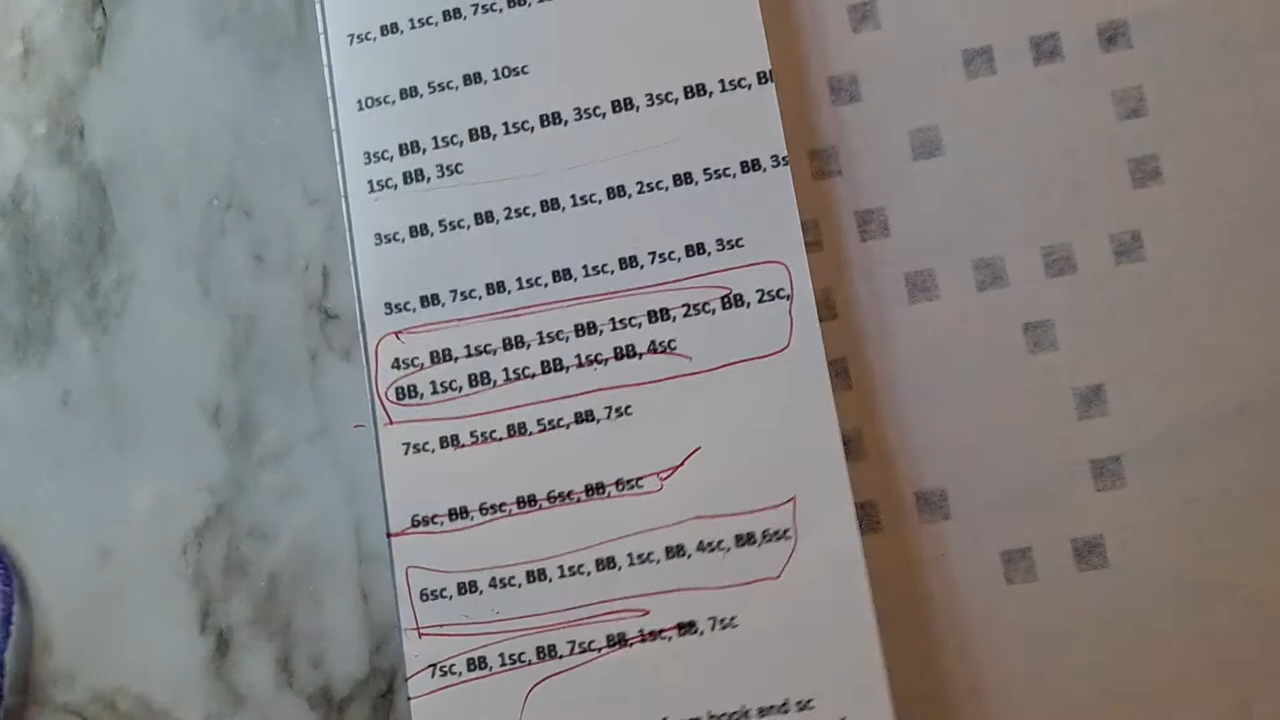 7sc, BB, 1sc, BB, 7sc, BB,
10sc, BB, 5sc, BB, 10sc
3sc, BB, 1sc, BB, 1sc, BB, 3sc, BB, 3sc, BB, 1sc,
1sc, BB, 3sc
3sc, BB, 5sc, BB, 2sc, BB, 1sc, BB, 2sc, BB, 5sc, BB, 3s
3sc, BB, 7sc, BB, 1sc, BB, 1sc, BB, 7sc, BB, 3sc
4sc, BB, 1sc, BB, 1sc, BB, 1sc, BB, 2sc, BB, 2sc,
BB, 1sc, BB, 1sc, BB, 1sc, BB, 4sc
7sc, BB, 5sc, BB, 5sc, BB, 7sc
6sc, BB, 6sc, BB, 6sc, BB, 6sc
6sc, BB, 4sc, BB, 1sc, BB, 1sc, BB, 4sc, BB,6sc
7sc, BB, 1sc, BB, 7sc, BB, 1sc, BB, 7sc
hook and sc